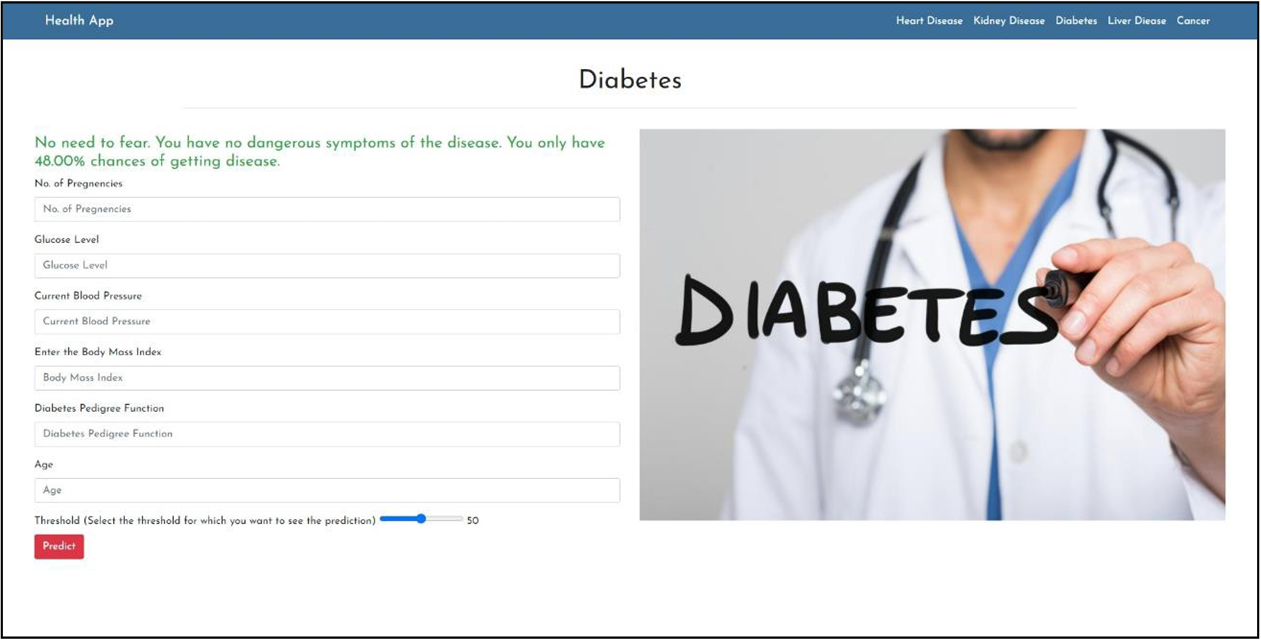 Health App
Heart Disease Kidney Disease Diabetes Liver Diease Cancer
Diabetes
No need to fear. You have no dangerous symptoms of the disease. You only have
48.00% chances of getting disease.
No. of Pregnencies
No. of Pregnencies
Glucose Level
Glucose Level
Current Blood Pressure
Current Blood Pressure
Enter the Body Mass Index
Body Mass Index
Diabetes Pedigree Function
Diabetes Pedigree Function
Age
Age
Threshold (Select the threshold for which you want to see the prediction) 50
Predict
DIABETES